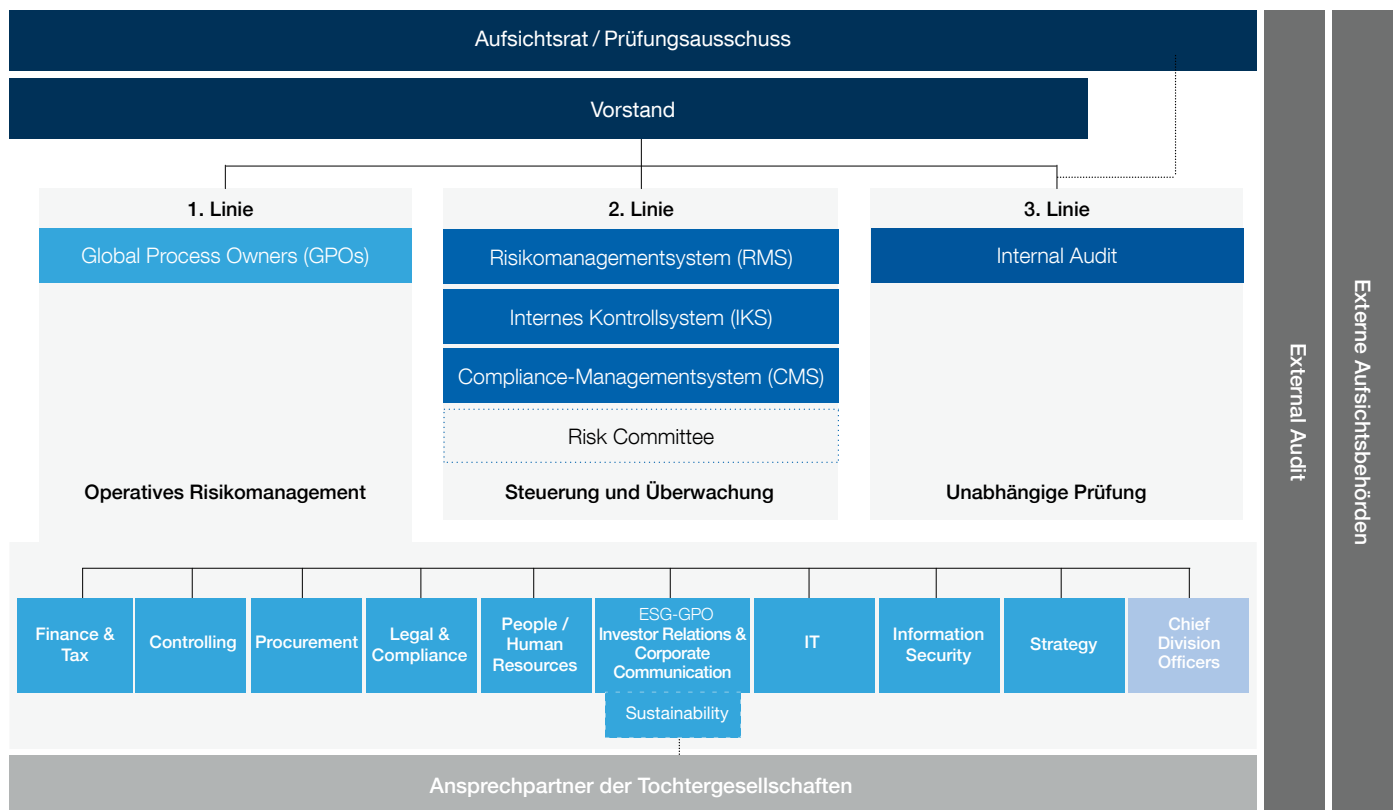 Aufsichtsrat / Prüfungsausschuss
Vorstand
1. Linie
Global Process Owners (GPOs)
Operatives Risikomanagement
2. Linie
Risikomanagementsystem (RMS)
Internes Kontrollsystem (IKS)
Compliance-Managementsystem (CMS)
Risk Committee
Steuerung und Überwachung
3. Linie
Internal Audit
Unabhängige Prüfung
Finance &
Tax
Controlling
Procurement
Legal &
Compliance
People /
Human
Resources
ESG-GPO
Investor Relations &
Corporate
Communication
Sustainability
IT
Information
Security
Strategy
Chief
Division
Officers
Ansprechpartner der Tochtergesellschaften
External Audit
Externe Aufsichtsbehörden